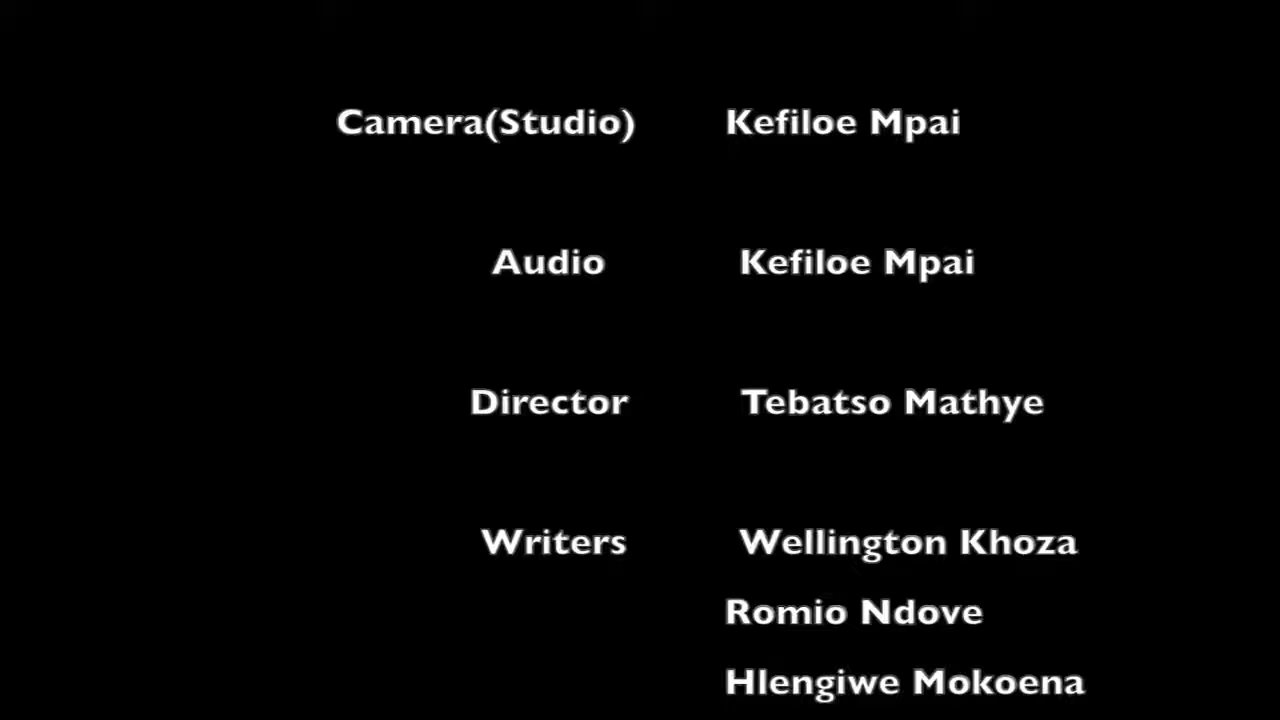 Camera(Studio) Kefiloe Mpai
Audio Kefiloe Mpai
Director Tebatso Mathye
Writers Wellington Khoza
Romio Ndove
Hlengiwe Mokoena